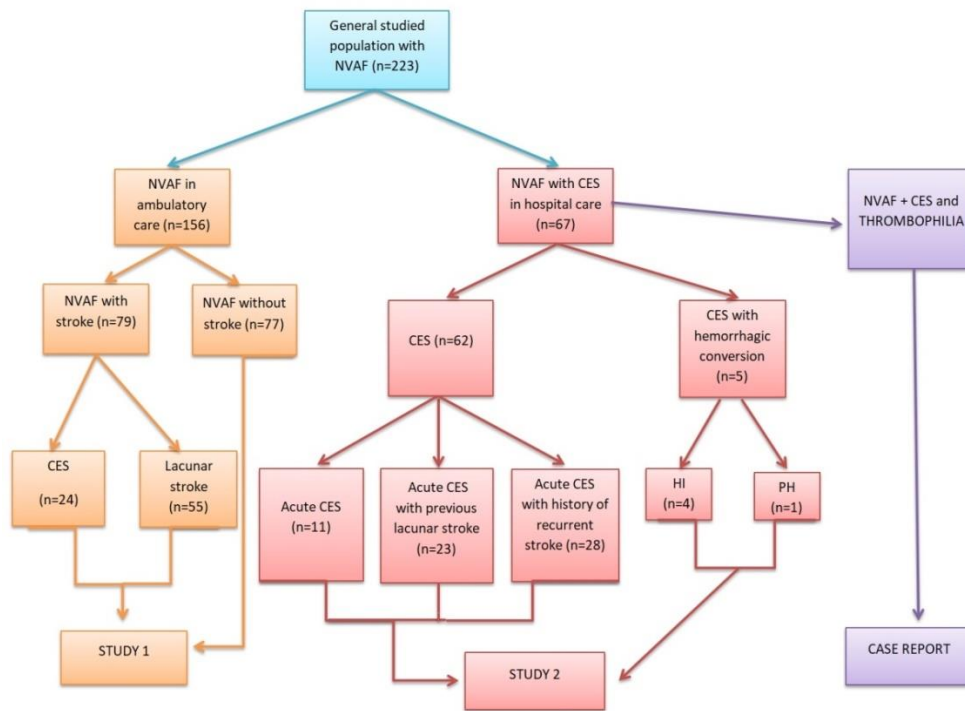 General studied
population with
NVAF (n=223)
NVAF in
ambulatory
care (n=156)
NVAF with CES
in hospital care
(n=67)
NVAF + CES and
THROMBOPHILIA
NVAF with
stroke (n=79)
NVAF without
stroke (n=77)
CES (n=62)
CES with
hemorrhagic
conversion
(n=5)
CES
(n=24)
Lacunar
stroke
(n=55)
Acute CES
(n=11)
Acute CES
with previous
lacunar stroke
(n=23)
Acute CES
with history of
recurrent
stroke (n=28)
HI
(n=4)
PH
(n=1)
STUDY 1
STUDY 2
CASE REPORT